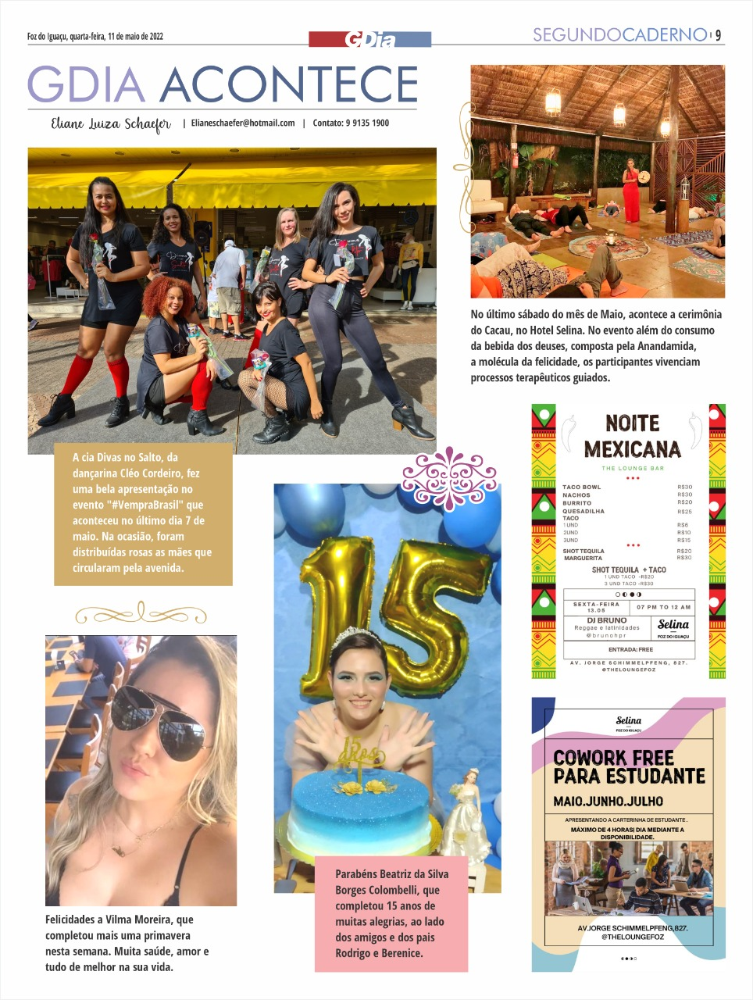 Foz do Iguaçu, quarta-feira, 11 de maio de 2022
GDia
SEGUNDOCADERNO
9
GDIA ACONTECE
Eliane Luiza Schaefer | Elianeschaefer@hotmail.com | Contato: 9 9135 1900
A cia Divas no Salto, da
dançarina Cléo Cordeiro, fez
uma bela apresentação no
evento "#VempraBrasil" que
aconteceu no último dia 7 de
maio. Na ocasião, foram
distribuídas rosas as mães que
circularam pela avenida.
No último sábado do mês de Maio, acontece a cerimônia
do Cacau, no Hotel Selina. No evento além do consumo
da bebida dos deuses, composta pela Anandamida,
a molécula da felicidade, os participantes vivenciam
processos terapêuticos guiados.
NOITE
MEXICANA
THE LOUNGE BAR
TACO BOWL R$30
NACHOS R$30
BURRITO R$20
QUESADILHA R$25
TACO
1UND R$6
2UND R$10
3UND R$15
SHOT TEQUILA R$20
MARGUERITA R$30
SHOT TEQUILA + TACO
1 UND TACO -R$20
3 UND TACO -R$30
SEXTA-FEIRA
13.05
07 PM TO 12 AM
DJ BRUNO
Reggae e latinidades
@brunohpr
Selina
FOZ DO IGUAÇU
ENTRADA: FREE
AV. JORGE SCHIMMELPFENG, 827.
@THELOUNGEFOZ
15
15
anos
Felicidades a Vilma Moreira, que
completou mais uma primavera
nesta semana. Muita saúde, amor e
tudo de melhor na sua vida.
Parabéns Beatriz da Silva
Borges Colombelli, que
completou 15 anos de
muitas alegrias, ao lado
dos amigos e dos pais
Rodrigo e Berenice.
Selina
FOZ DO IGUAÇU
COWORK FREE
PARA ESTUDANTE
MAIO.JUNHO.JULHO
APRESENTANDO A CARTERINHA DE ESTUDANTE .
MÁXIMO DE 4 HORAS| DIA MEDIANTE A
DISPONIBILIDADE.
AV.JORGE SCHIMMELPFENG,827.
@THELOUNGEFOZ